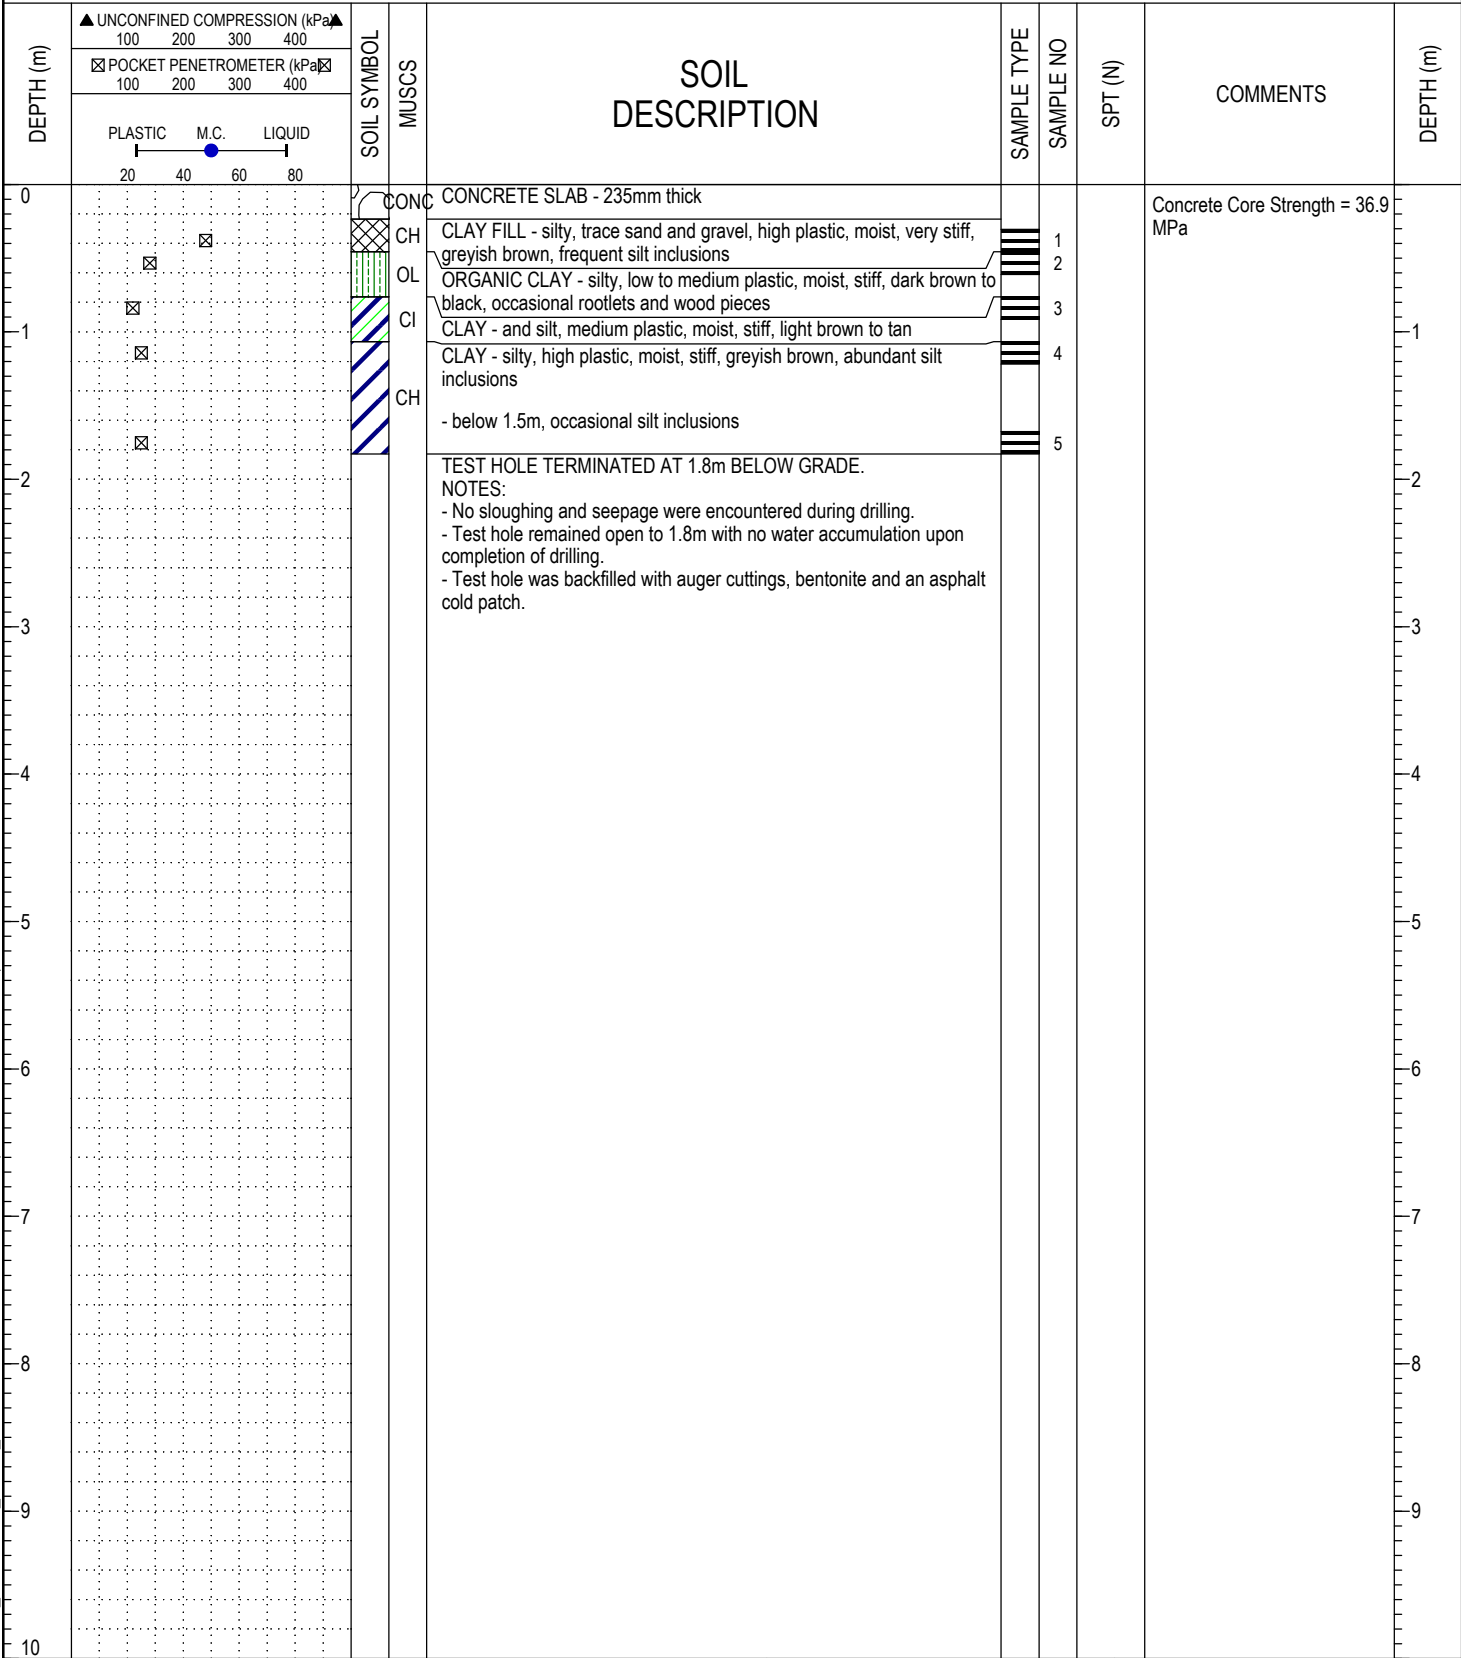 DEPTH (m)
UNCONFINED COMPRESSION (kPa)
100 200 300 400
POCKET PENETROMETER (kPa)
100 200 300 400
PLASTIC M.C. LIQUID
20 40 60 80
SOIL SYMBOL
MUSCS
SOIL
DESCRIPTION
SAMPLE TYPE
SAMPLE NO
SPT (N)
COMMENTS
DEPTH (m)
0
CONC CONCRETE SLAB - 235mm thick
Concrete Core Strength = 36.9
MPa
CH CLAY FILL - silty, trace sand and gravel, high plastic, moist, very stiff,
greyish brown, frequent silt inclusions
1
2
OL ORGANIC CLAY - silty, low to medium plastic, moist, stiff, dark brown to
black, occasional rootlets and wood pieces
3
CI CLAY - and silt, medium plastic, moist, stiff, light brown to tan
1 1
CLAY - silty, high plastic, moist, stiff, greyish brown, abundant silt
inclusions
4
CH
- below 1.5m, occasional silt inclusions
5
TEST HOLE TERMINATED AT 1.8m BELOW GRADE.
2 2
NOTES:
- No sloughing and seepage were encountered during drilling.
- Test hole remained open to 1.8m with no water accumulation upon
completion of drilling.
- Test hole was backfilled with auger cuttings, bentonite and an asphalt
cold patch.
3 3
4 4
5 5
6 6
7 7
8 8
9 9
10